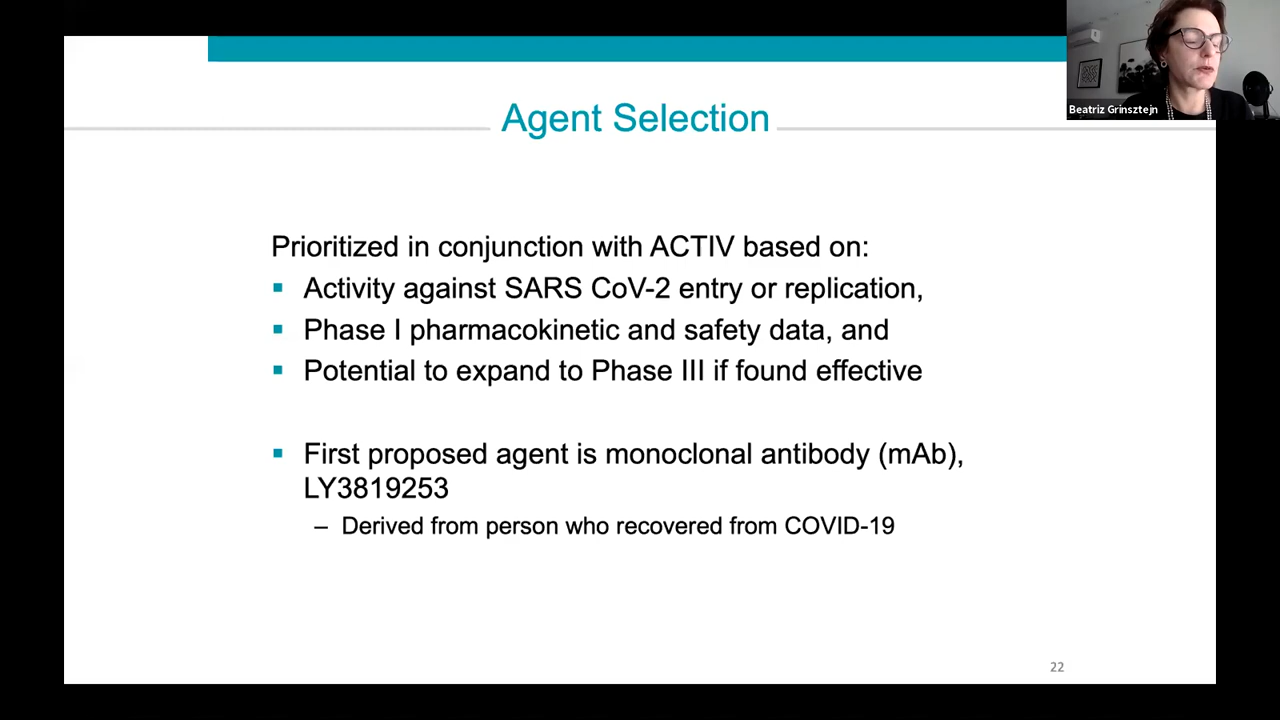 Beatriz Grinsztejn
Agent Selection
Prioritized in conjunction with ACTIV based on:
▪ Activity against SARS CoV-2 entry or replication,
▪ Phase I pharmacokinetic and safety data, and
▪ Potential to expand to Phase III if found effective
▪ First proposed agent is monoclonal antibody (mAb),
LY3819253
– Derived from person who recovered from COVID-19
22